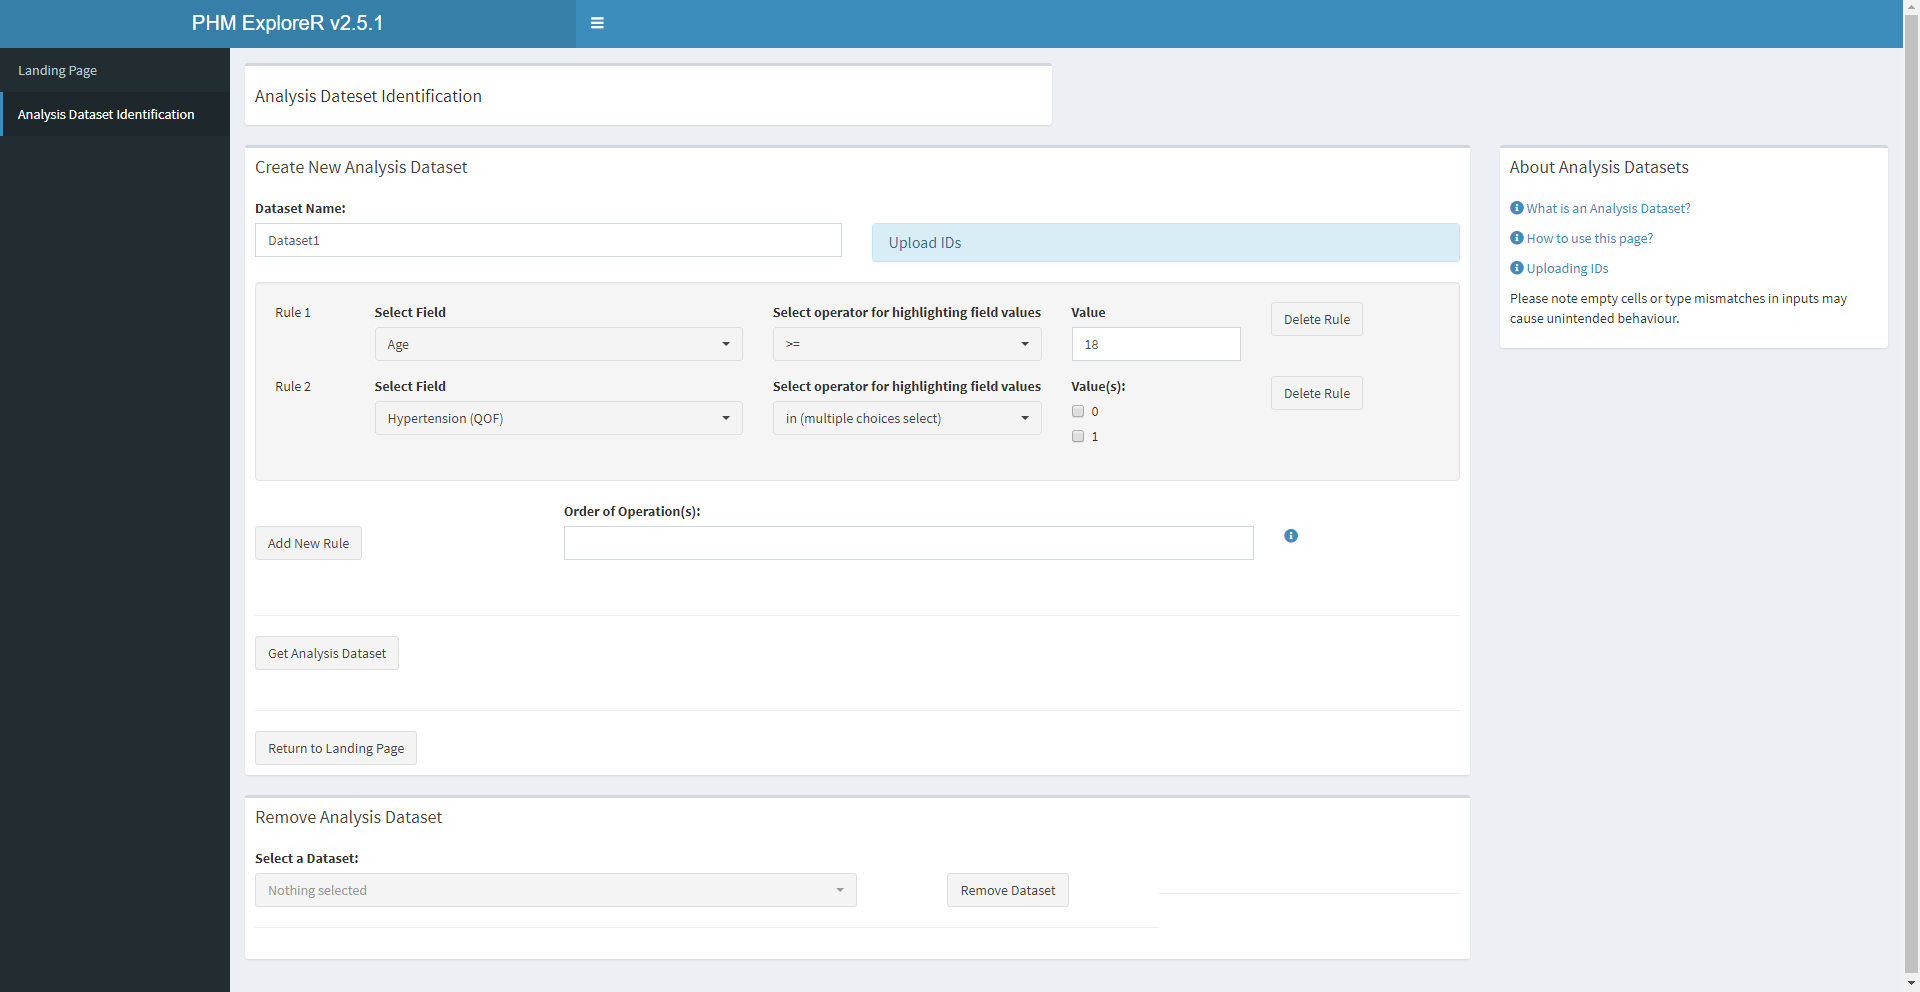 PHM ExploreR v2.5.1
Landing Page
Analysis Dataset Identification
Analysis Dateset Identification
Create New Analysis Dataset
Dataset Name:
Dataset1
Upload IDs
Rule 1
Select Field
Age
Select operator for highlighting field values
>=
Value
18
Delete Rule
Rule 2
Select Field
Hypertension (QOF)
Select operator for highlighting field values
in (multiple choices select)
Value(s):
0
1
Delete Rule
Add New Rule
Order of Operation(s):
Get Analysis Dataset
Return to Landing Page
Remove Analysis Dataset
Select a Dataset:
Nothing selected
Remove Dataset
About Analysis Datasets
What is an Analysis Dataset?
How to use this page?
Uploading IDs
Please note empty cells or type mismatches in inputs may
cause unintended behaviour.